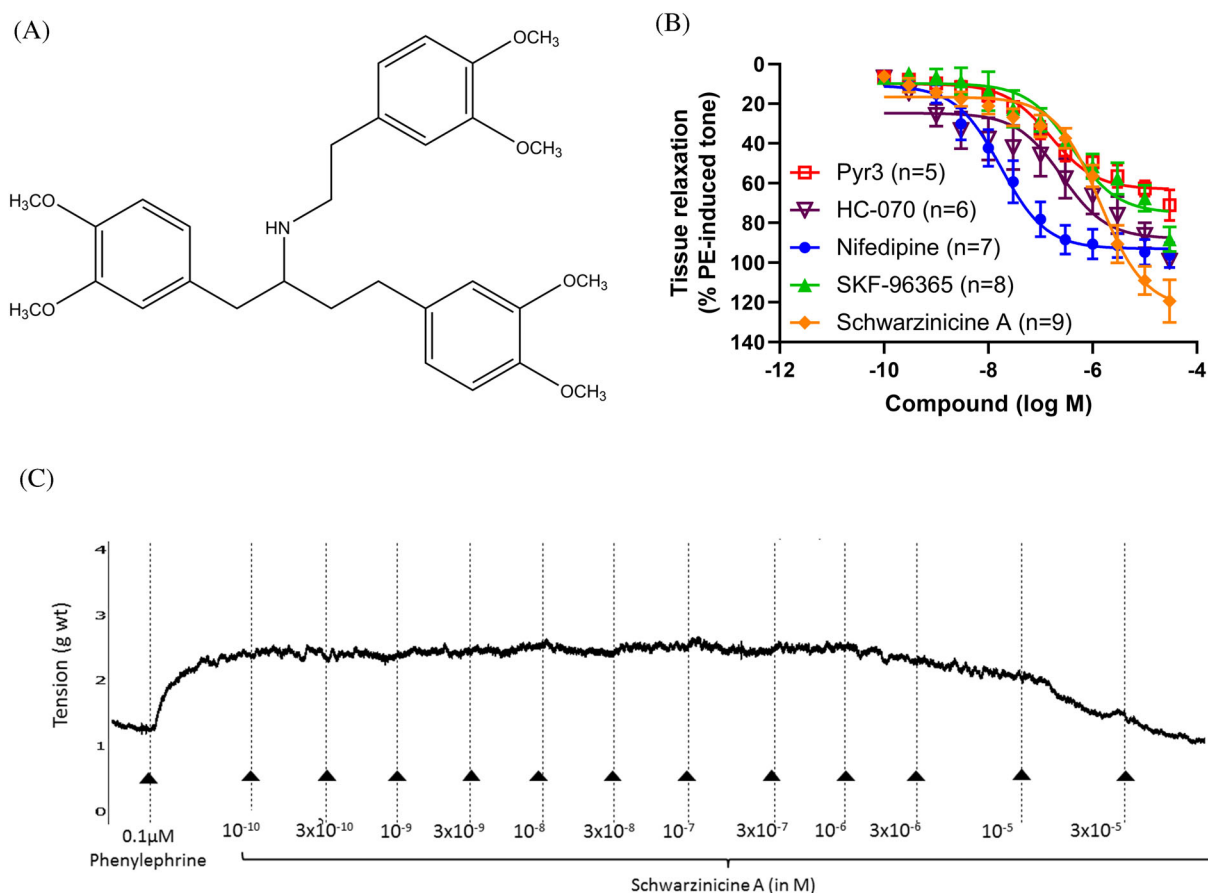 (A)
OCH₃
OCH₃
H₃CO
HN
OCH₃
OCH₃
OCH₃
(B)
Tissue relaxation
(% PE-induced tone)
0
20
40
60
80
100
120
140
Pyr3 (n=5)
HC-070 (n=6)
Nifedipine (n=7)
SKF-96365 (n=8)
Schwarzinicine A (n=9)
-12 -10 -8 -6 -4
Compound (log M)
(C)
Tension (g wt)
4
3
2
1
0
0.1µM 10⁻¹⁰ 3x10⁻¹⁰ 10⁻⁹ 3x10⁻⁹ 10⁻⁸ 3x10⁻⁸ 10⁻⁷ 3x10⁻⁷ 10⁻⁶ 3x10⁻⁶ 10⁻⁵ 3x10⁻⁵
Phenylephrine
Schwarzinicine A (in M)